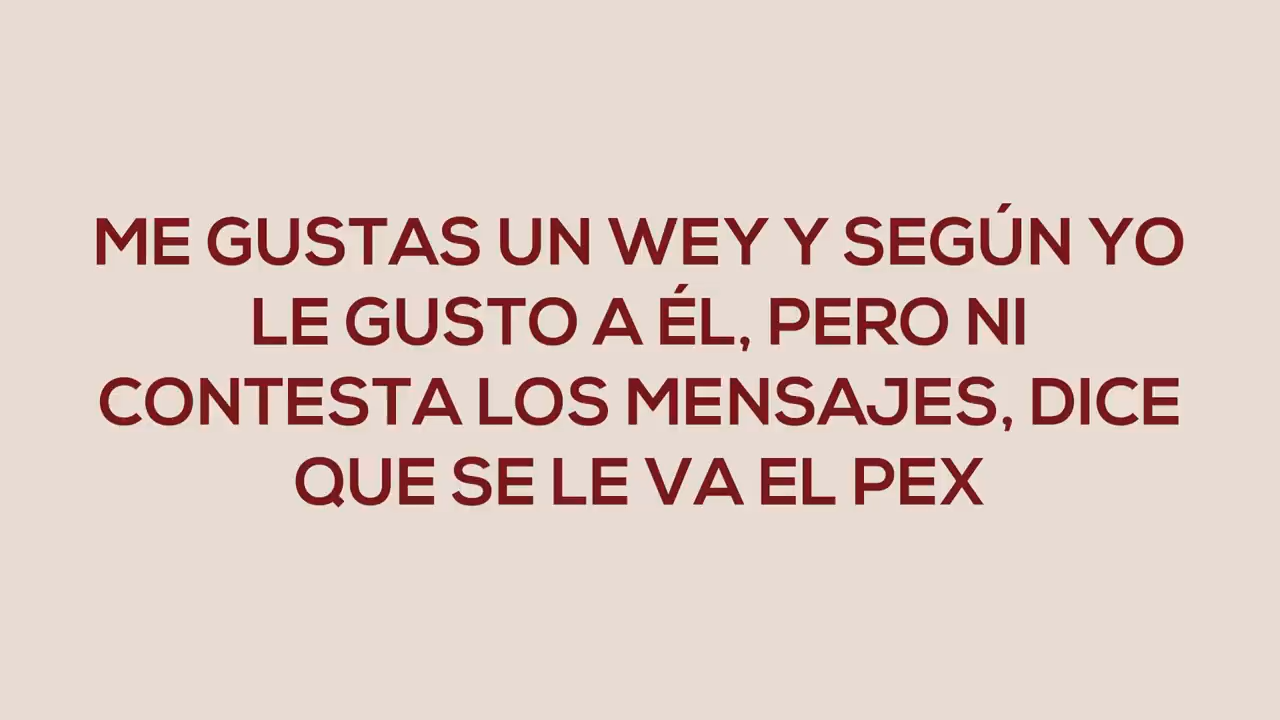 ME GUSTAS UN WEY Y SEGÚN YO
LE GUSTO A ÉL, PERO NI
CONTESTA LOS MENSAJES, DICE
QUE SE LE VA EL PEX